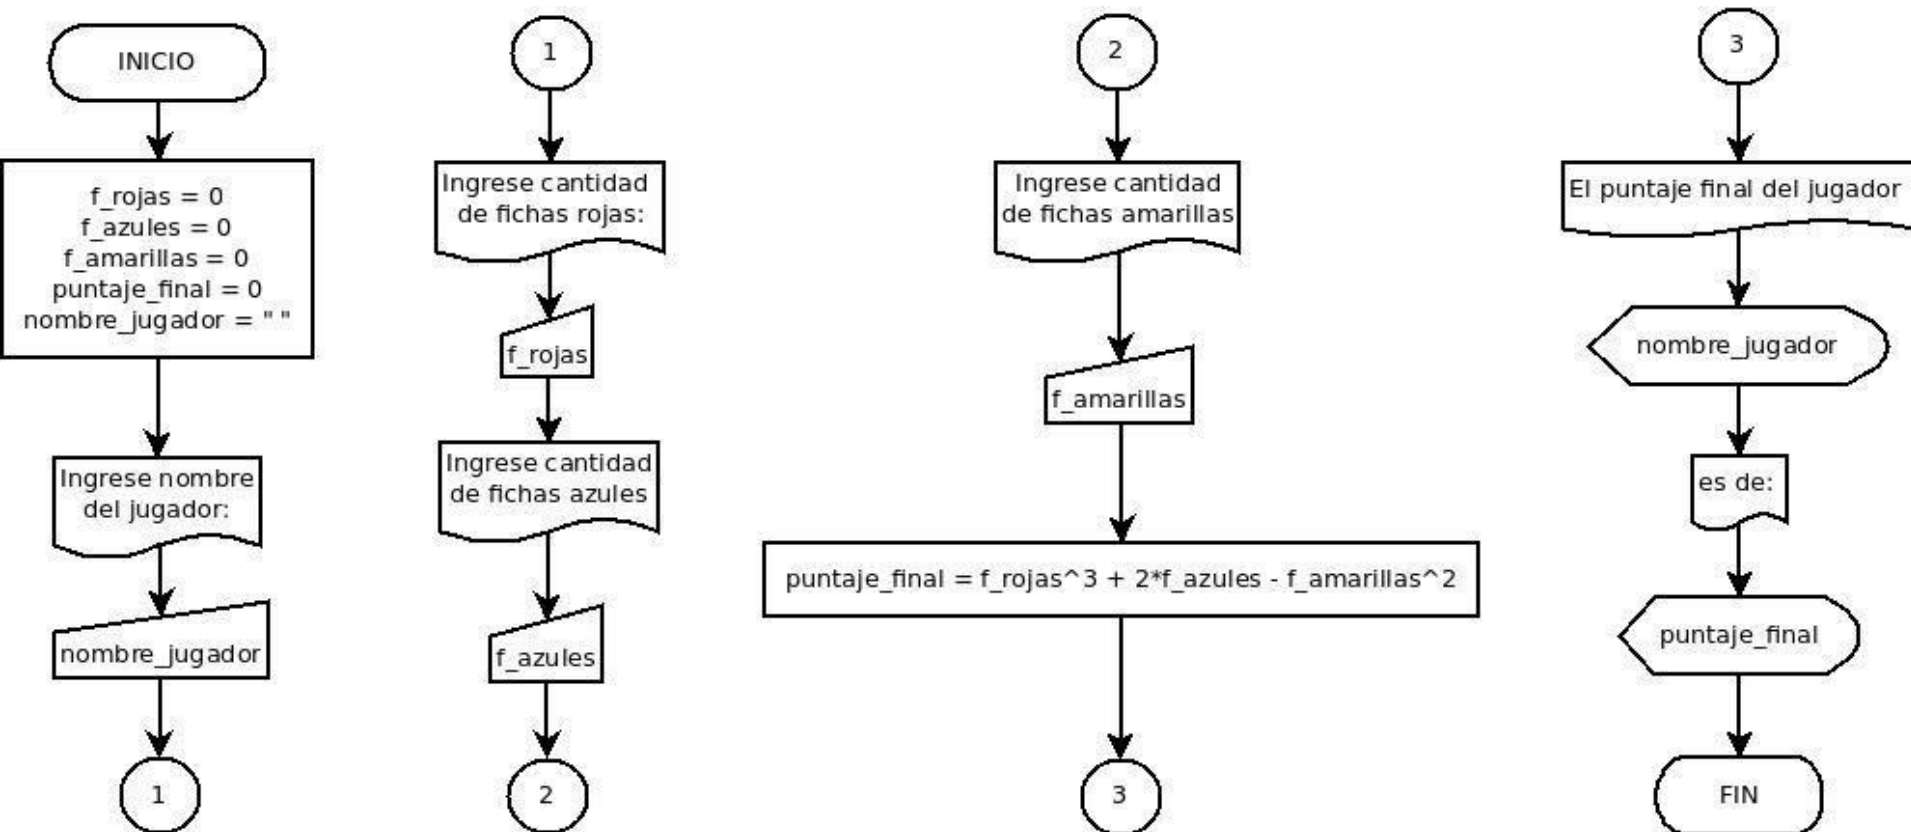 INICIO
f_rojas = 0
f_azules = 0
f_amarillas = 0
puntaje_final = 0
nombre_jugador = " "
Ingrese nombre
del jugador:
nombre_jugador
1
1
Ingrese cantidad
de fichas rojas:
f_rojas
Ingrese cantidad
de fichas azules
f_azules
2
2
Ingrese cantidad
de fichas amarillas
f_amarillas
puntaje_final = f_rojas^3 + 2*f_azules - f_amarillas^2
3
3
El puntaje final del jugador
nombre_jugador
es de:
puntaje_final
FIN